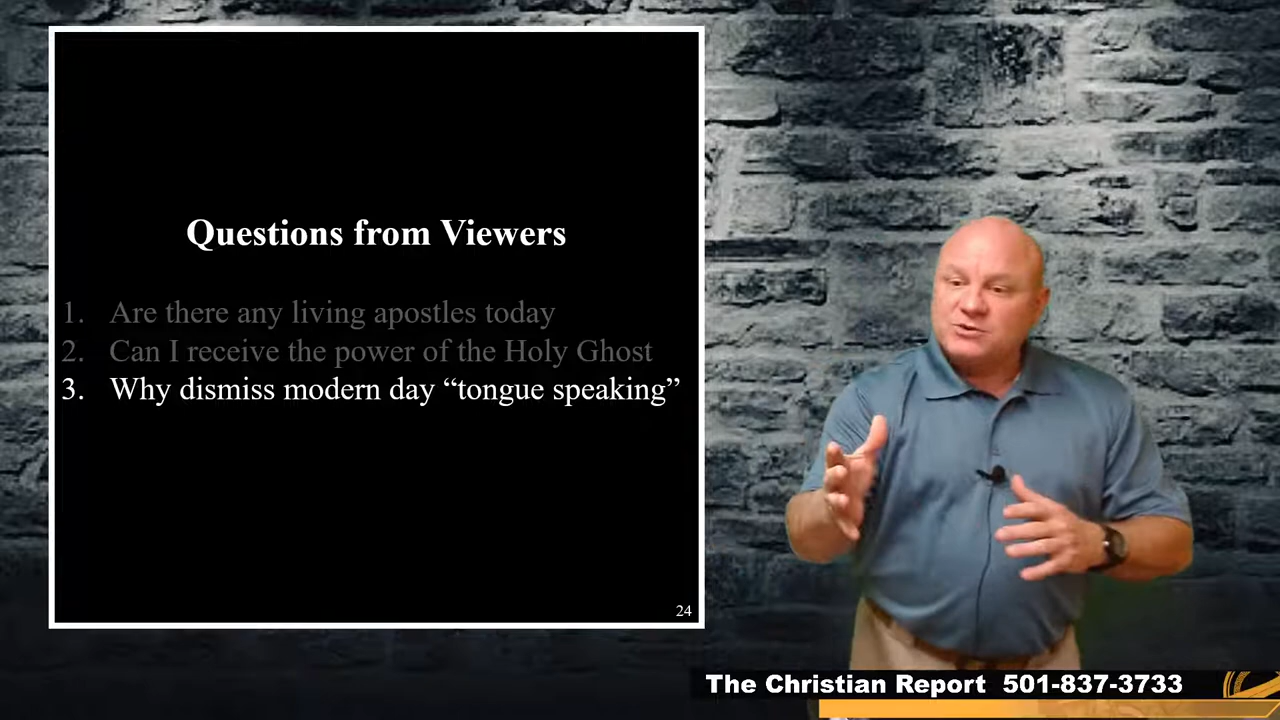 Questions from Viewers
1. Are there any living apostles today
2. Can I receive the power of the Holy Ghost
3. Why dismiss modern day “tongue speaking”
24
The Christian Report 501-837-3733